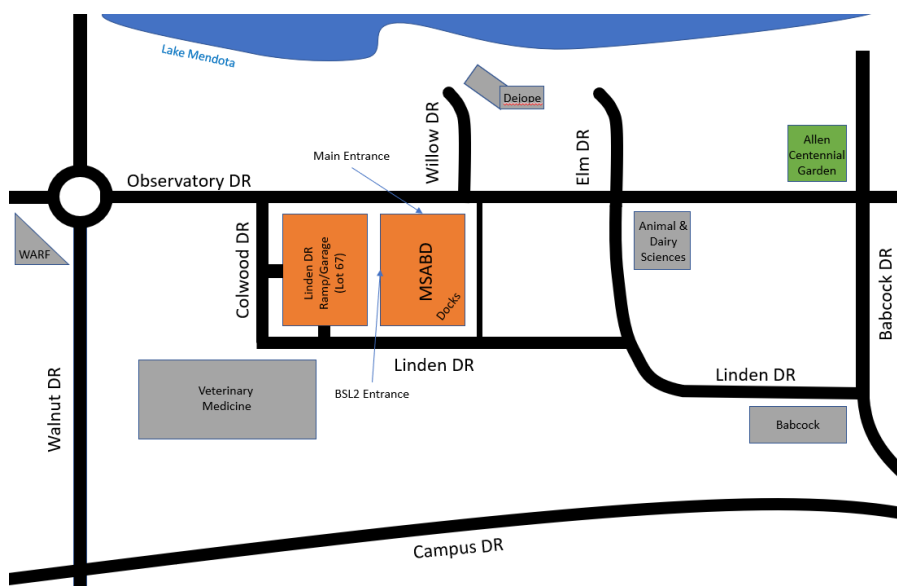 Lake Mendota
Dejope
Willow DR
Elm DR
Allen
Centennial
Garden
Main Entrance
Observatory DR
WARF
Colwood DR
Linden DR
Ramp/Garage
(Lot 67)
MSABD
Docks
Animal &
Dairy
Sciences
Babcock DR
Linden DR
Linden DR
Veterinary
Medicine
BSL2 Entrance
Walnut DR
Babcock
Campus DR